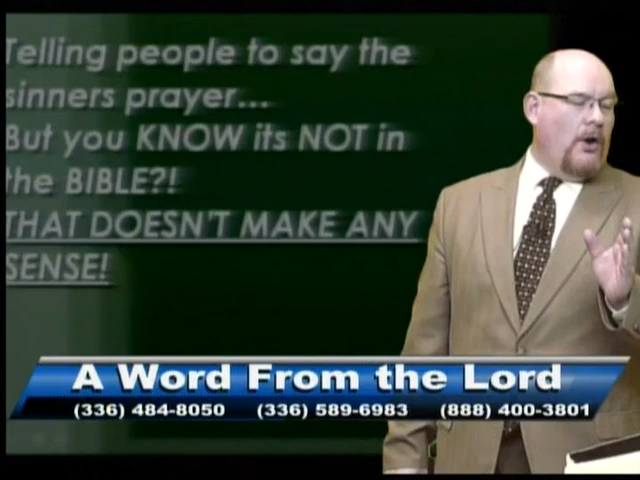 Telling people to say the
sinners prayer...
But you KNOW its NOT in
the BIBLE?!
THAT DOESN'T MAKE ANY
SENSE!
A Word From the Lord
(336) 484-8050 (336) 589-6983 (888) 400-3801